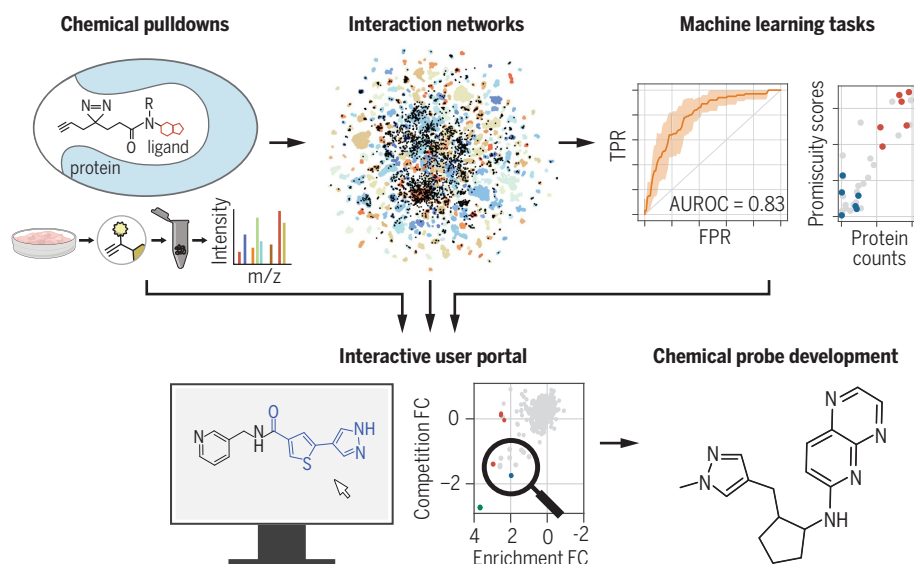 Chemical pulldowns
Interaction networks
Machine learning tasks
N=N
R
N
O
ligand
protein
Intensity
m/z
TPR
AUROC = 0.83
FPR
Promiscuity scores
Protein
counts
Interactive user portal
Chemical probe development
O
N
NH
S
NH
N
Competition FC
0
−2
4
2
0
-2
Enrichment FC
N
N
N
N
N
NH